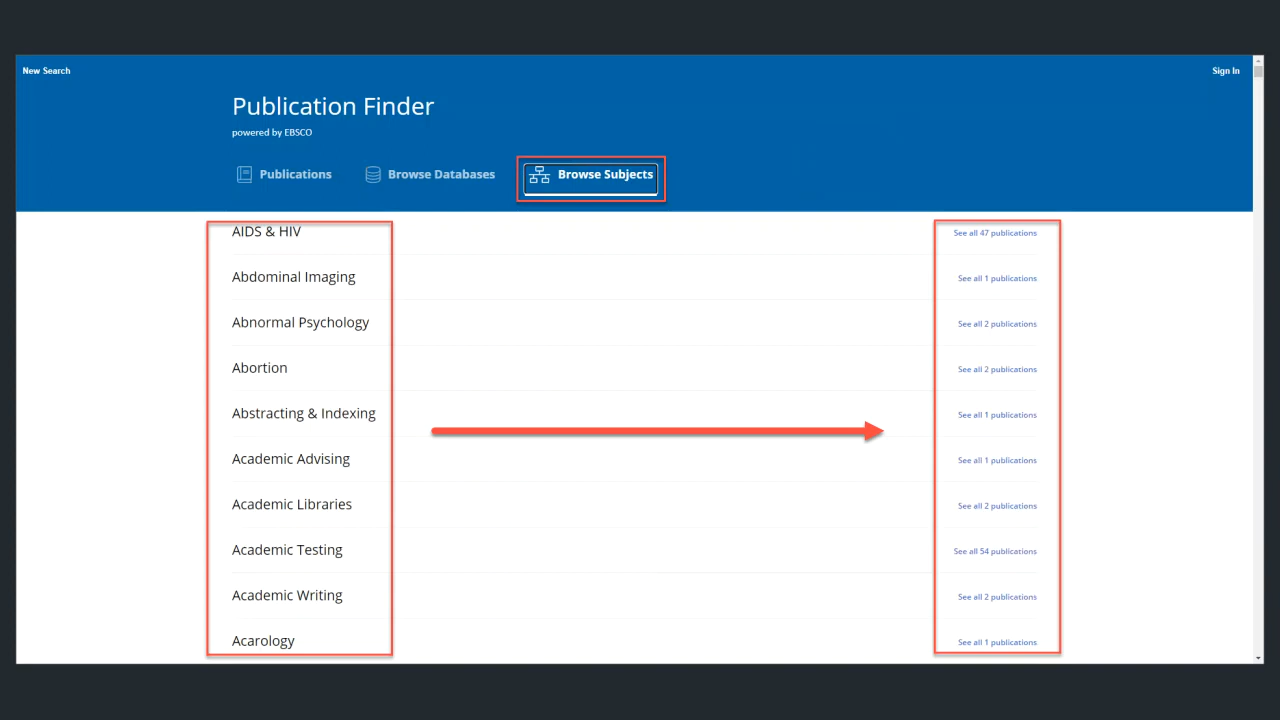 New Search
Sign In
Publication Finder
powered by EBSCO
Publications
Browse Databases
Browse Subjects
AIDS & HIV
See all 47 publications
Abdominal Imaging
See all 1 publications
Abnormal Psychology
See all 2 publications
Abortion
See all 2 publications
Abstracting & Indexing
See all 1 publications
Academic Advising
See all 1 publications
Academic Libraries
See all 2 publications
Academic Testing
See all 54 publications
Academic Writing
See all 2 publications
Acarology
See all 1 publications